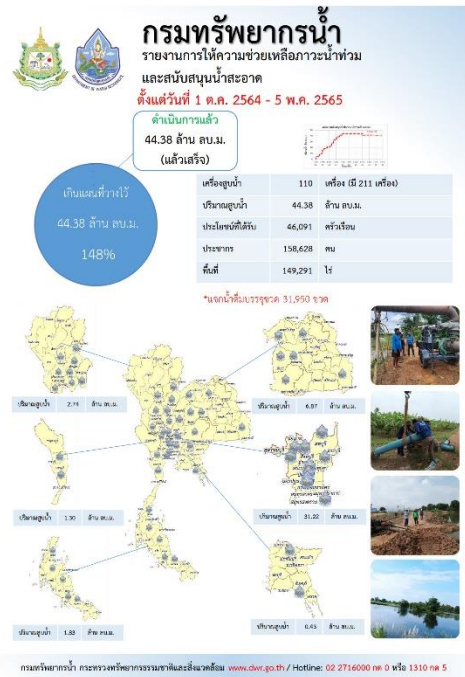 กรมทรัพยากรน้ำ
รายงานการให้ความช่วยเหลือภาวะน้ำท่วม
และสนับสนุนน้ำสะอาด
ตั้งแต่วันที่ 1 ต.ค. 2564 - 5 พ.ค. 2565
ดำเนินการแล้ว
44.38 ล้าน ลบ.ม.
(แล้วเสร็จ)
เกินแผนที่วางไว้
44.38 ล้าน ลบ.ม.
148%
เครื่องสูบน้ำ 110 เครื่อง (มี 211 เครื่อง)
ปริมาณสูบน้ำ 44.38 ล้าน ลบ.ม.
ประโยชน์ที่ได้รับ 46,091 ครัวเรือน
ประชากร 158,628 คน
พื้นที่ 149,291 ไร่
*แจกน้ำดื่มบรรจุขวด 31,950 ขวด
ปริมาณสูบน้ำ 2.74 ล้าน ลบ.ม.
ปริมาณสูบน้ำ 6.87 ล้าน ลบ.ม.
ปริมาณสูบน้ำ 31.22 ล้าน ลบ.ม.
ปริมาณสูบน้ำ 0.45 ล้าน ลบ.ม.
ปริมาณสูบน้ำ ล้าน ลบ.ม.
ปริมาณสูบน้ำ ล้าน ลบ.ม.
กรมทรัพยากรน้ำ กระทรวงทรัพยากรธรรมชาติและสิ่งแวดล้อม www.dwr.go.th / Hotline: 02 2716000 กด 0 หรือ 1310 กด 5